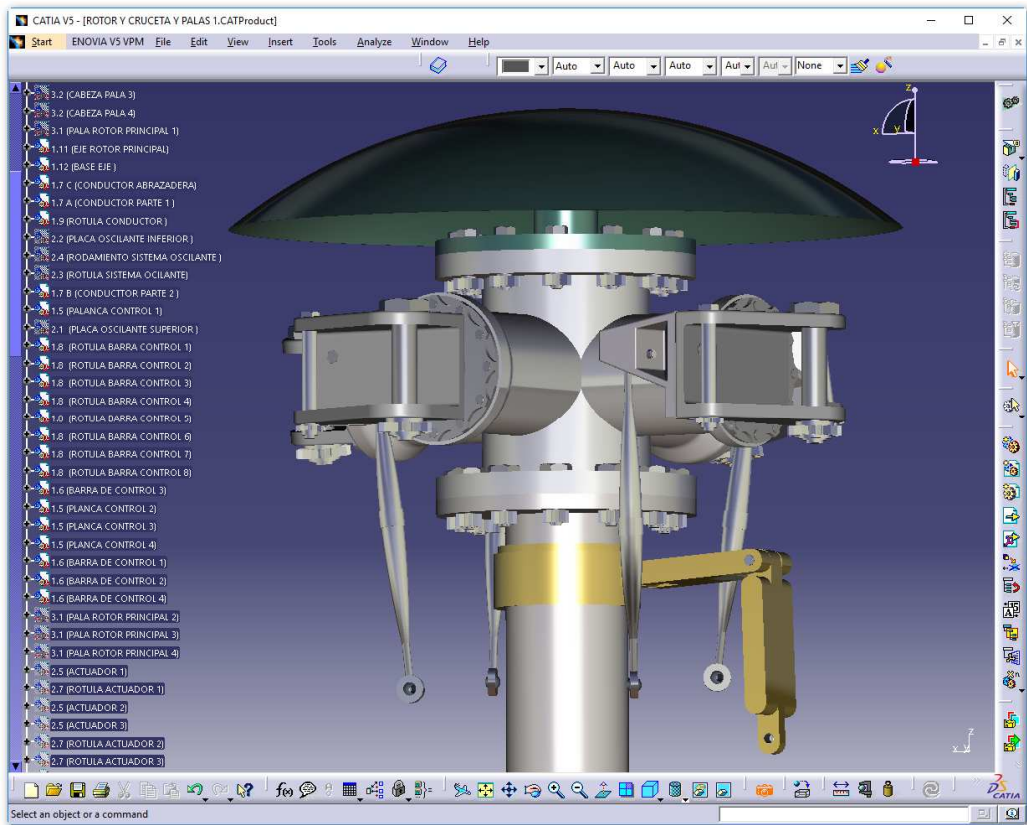 CATIA V5 - [ROTOR Y CRUCETA Y PALAS 1.CATProduct]
Start ENOVIA V5 VPM File Edit View Insert Tools Analyze Window Help
Auto Auto Auto Aut Aut None
3.2 (CABEZA PALA 3)
3.2 (CABEZA PALA 4)
3.1 (PALA ROTOR PRINCIPAL 1)
1.11 (EJE ROTOR PRINCIPAL)
1.12 (BASE EJE )
1.7 C (CONDUCTOR ABRAZADERA)
1.7 A (CONDUCTOR PARTE 1 )
1.9 (ROTULA CONDUCTOR )
2.2 (PLACA OSCILANTE INFERIOR )
2.4 (RODAMIENTO SISTEMA OSCILANTE )
2.3 (ROTULA SISTEMA OCILANTE)
1.7 B (CONDUCTTOR PARTE 2 )
1.5 (PALANCA CONTROL 1)
2.1 (PLACA OSCILANTE SUPERIOR )
1.8 (ROTULA BARRA CONTROL 1)
1.8 (ROTULA BARRA CONTROL 2)
1.8 (ROTULA BARRA CONTROL 3)
1.8 (ROTULA BARRA CONTROL 4)
1.8 (ROTULA BARRA CONTROL 5)
1.8 (ROTULA BARRA CONTROL 6)
1.8 (ROTULA BARRA CONTROL 7)
1.8 (ROTULA BARRA CONTROL 8)
1.6 (BARRA DE CONTROL 3)
1.5 (PLANCA CONTROL 2)
1.5 (PLANCA CONTROL 3)
1.5 (PLANCA CONTROL 4)
1.6 (BARRA DE CONTROL 1)
1.6 (BARRA DE CONTROL 2)
1.6 (BARRA DE CONTROL 4)
3.1 (PALA ROTOR PRINCIPAL 2)
3.1 (PALA ROTOR PRINCIPAL 3)
3.1 (PALA ROTOR PRINCIPAL 4)
2.5 (ACTUADOR 1)
2.7 (ROTULA ACTUADOR 1)
2.5 (ACTUADOR 2)
2.5 (ACTUADOR 3)
2.7 (ROTULA ACTUADOR 2)
2.7 (ROTULA ACTUADOR 3)
z
x y
z
x y
f(x)
CATIA
Select an object or a command